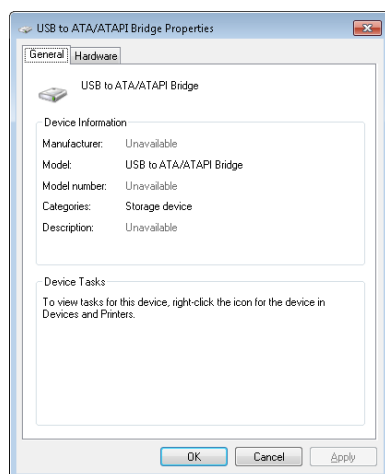 USB to ATA/ATAPI Bridge Properties
General Hardware
USB to ATA/ATAPI Bridge
Device Information
Manufacturer: Unavailable
Model: USB to ATA/ATAPI Bridge
Model number: Unavailable
Categories: Storage device
Description: Unavailable
Device Tasks
To view tasks for this device, right-click the icon for the device in
Devices and Printers.
OK Cancel Apply